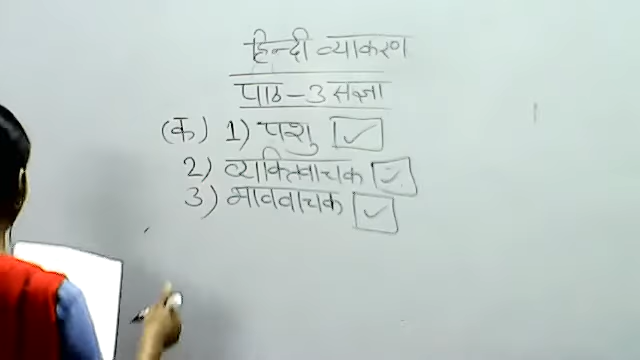 हिन्दी व्याकरण
पाठ-3 संज्ञा
(क) 1) पशु ✓
2) व्यक्तिवाचक ✓
3) भाववाचक ✓